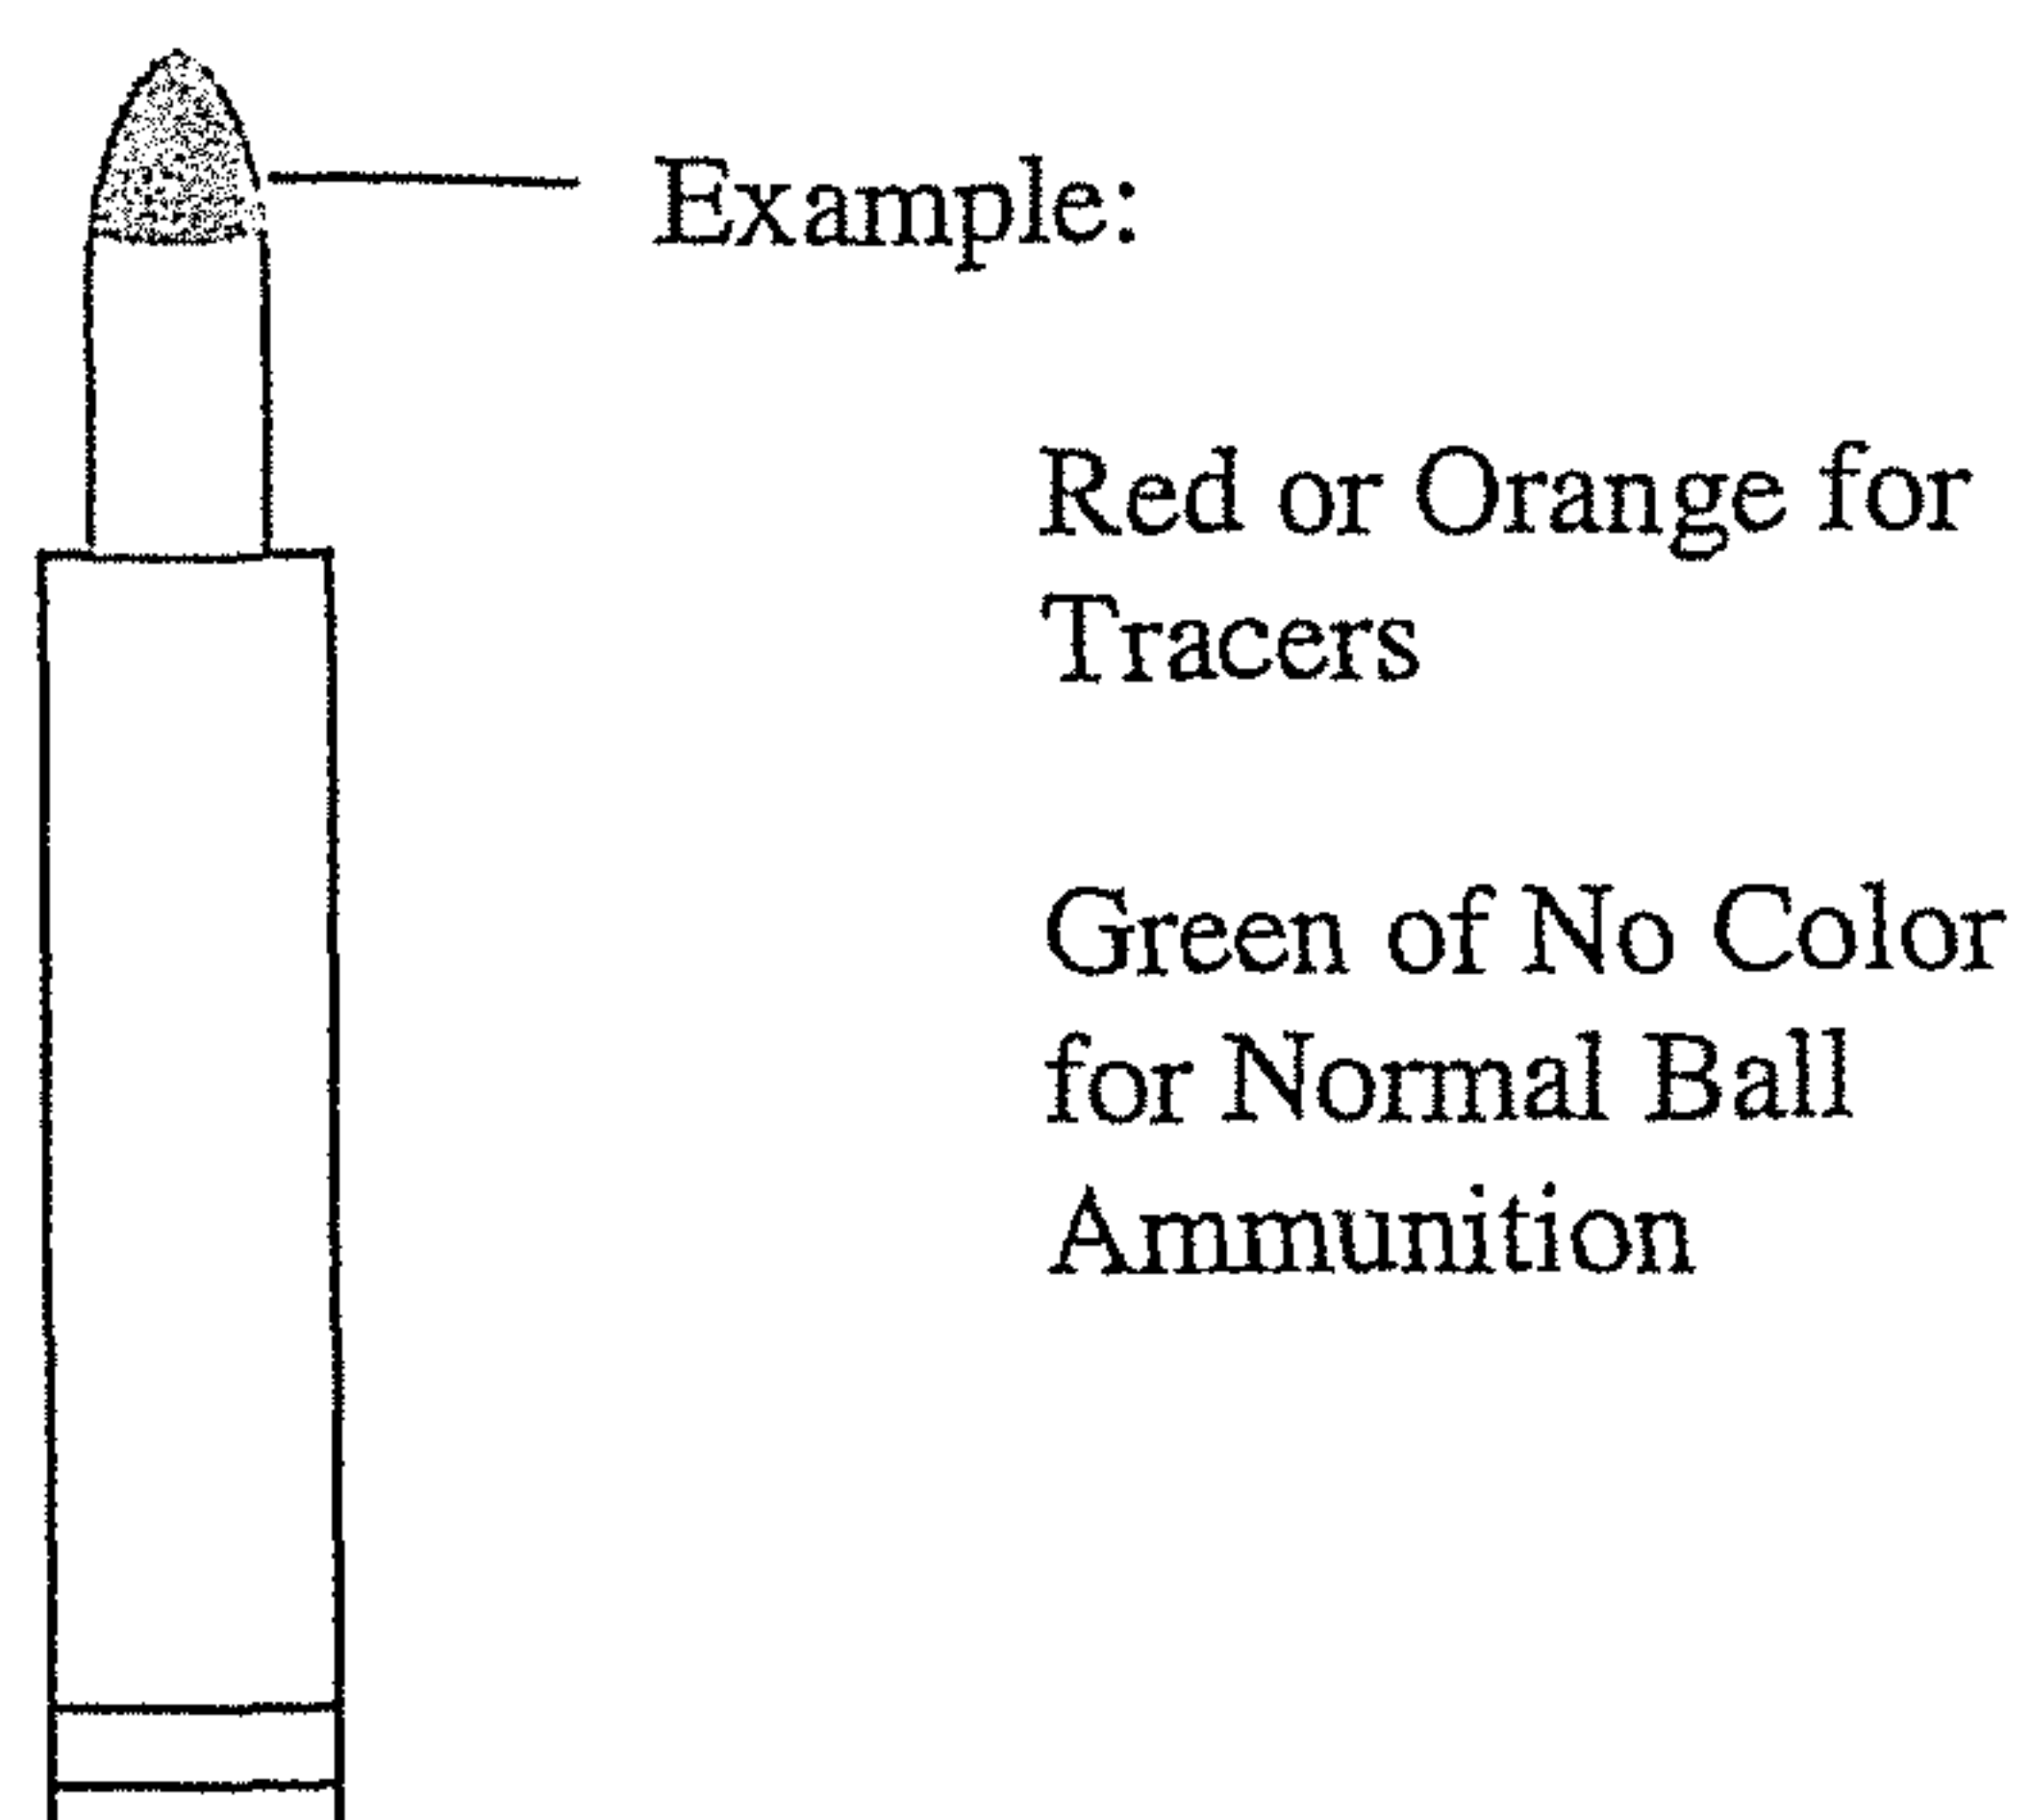 Example:
Red or Orange for
Tracers
Green of No Color
for Normal Ball
Ammunition